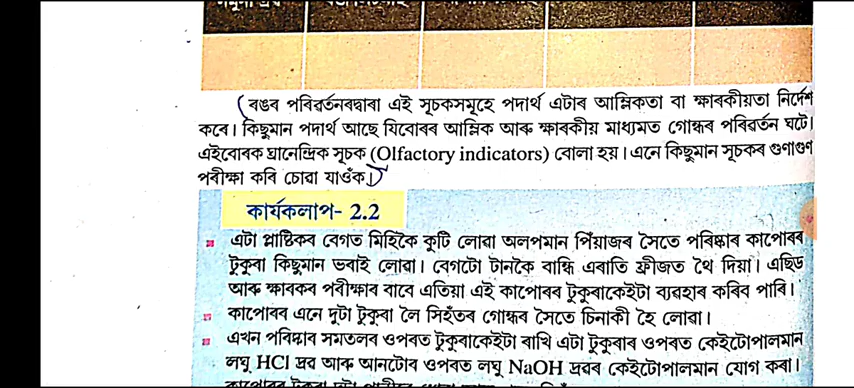 (ৰঙৰ পৰিৱৰ্তনৰদ্বাৰা এই সূচকসমূহে পদাৰ্থ এটাৰ আম্লিকতা বা ক্ষাৰকীয়তা নিৰ্দেশ
কৰে। কিছুমান পদাৰ্থ আছে যিবোৰৰ আম্লিক আৰু ক্ষাৰকীয় মাধ্যমত গোন্ধৰ পৰিৱৰ্তন ঘটে।
এইবোৰক ঘ্ৰানেন্দ্ৰিক সূচক (Olfactory indicators) বোলা হয়। এনে কিছুমান সূচকৰ গুণাগুণ
পৰীক্ষা কৰি চোৱা যাওঁক।)
কাৰ্যকলাপ- 2.2
এটা প্লাষ্টিকৰ বেগত মিহিকৈ কুটি লোৱা অলপমান পিঁয়াজৰ সৈতে পৰিষ্কাৰ কাপোৰৰ
টুকুৰা কিছুমান ভৰাই লোৱা। বেগটো টানকৈ বান্ধি এৰাতি ফ্ৰীজত থৈ দিয়া। এছিড
আৰু ক্ষাৰকৰ পৰীক্ষাৰ বাবে এতিয়া এই কাপোৰৰ টুকুৰাকেইটা ব্যৱহাৰ কৰিব পাৰি।
কাপোৰৰ এনে দুটা টুকুৰা লৈ সিহঁতৰ গোন্ধৰ সৈতে চিনাকী হৈ লোৱা।
এখন পৰিষ্কাৰ সমতলৰ ওপৰত টুকুৰাকেইটা ৰাখি এটা টুকুৰাৰ ওপৰত কেইটোপালমান
লঘু HCl দ্ৰৱ আৰু আনটোৰ ওপৰত লঘু NaOH দ্ৰৱৰ কেইটোপালমান যোগ কৰা।